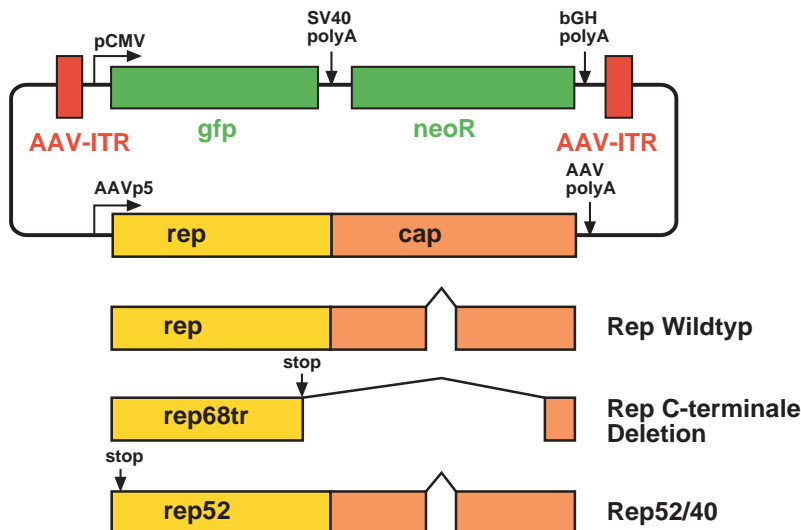 SV40
polyA
bGH
polyA
pCMV
AAV-ITR
gfp
neoR
AAV-ITR
AAVp5
AAV
polyA
rep
cap
rep
Rep Wildtyp
stop
rep68tr
Rep C-terminale
Deletion
stop
rep52
Rep52/40